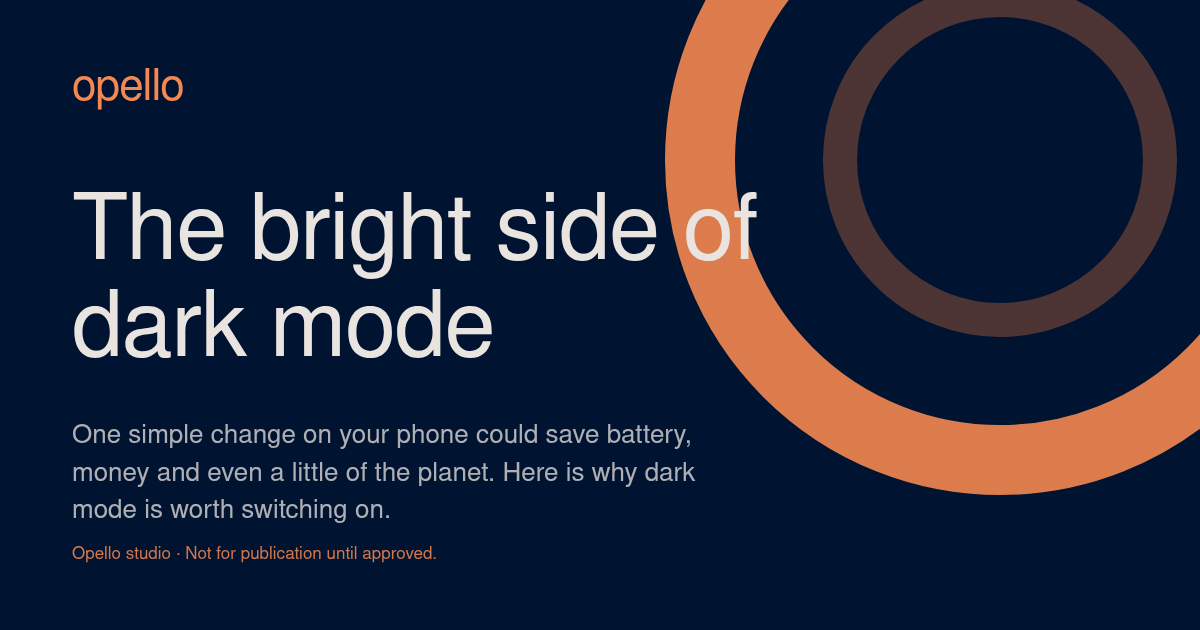 opello
The bright side of
dark mode
One simple change on your phone could save battery,
money and even a little of the planet. Here is why dark
mode is worth switching on.
Opello studio · Not for publication until approved.